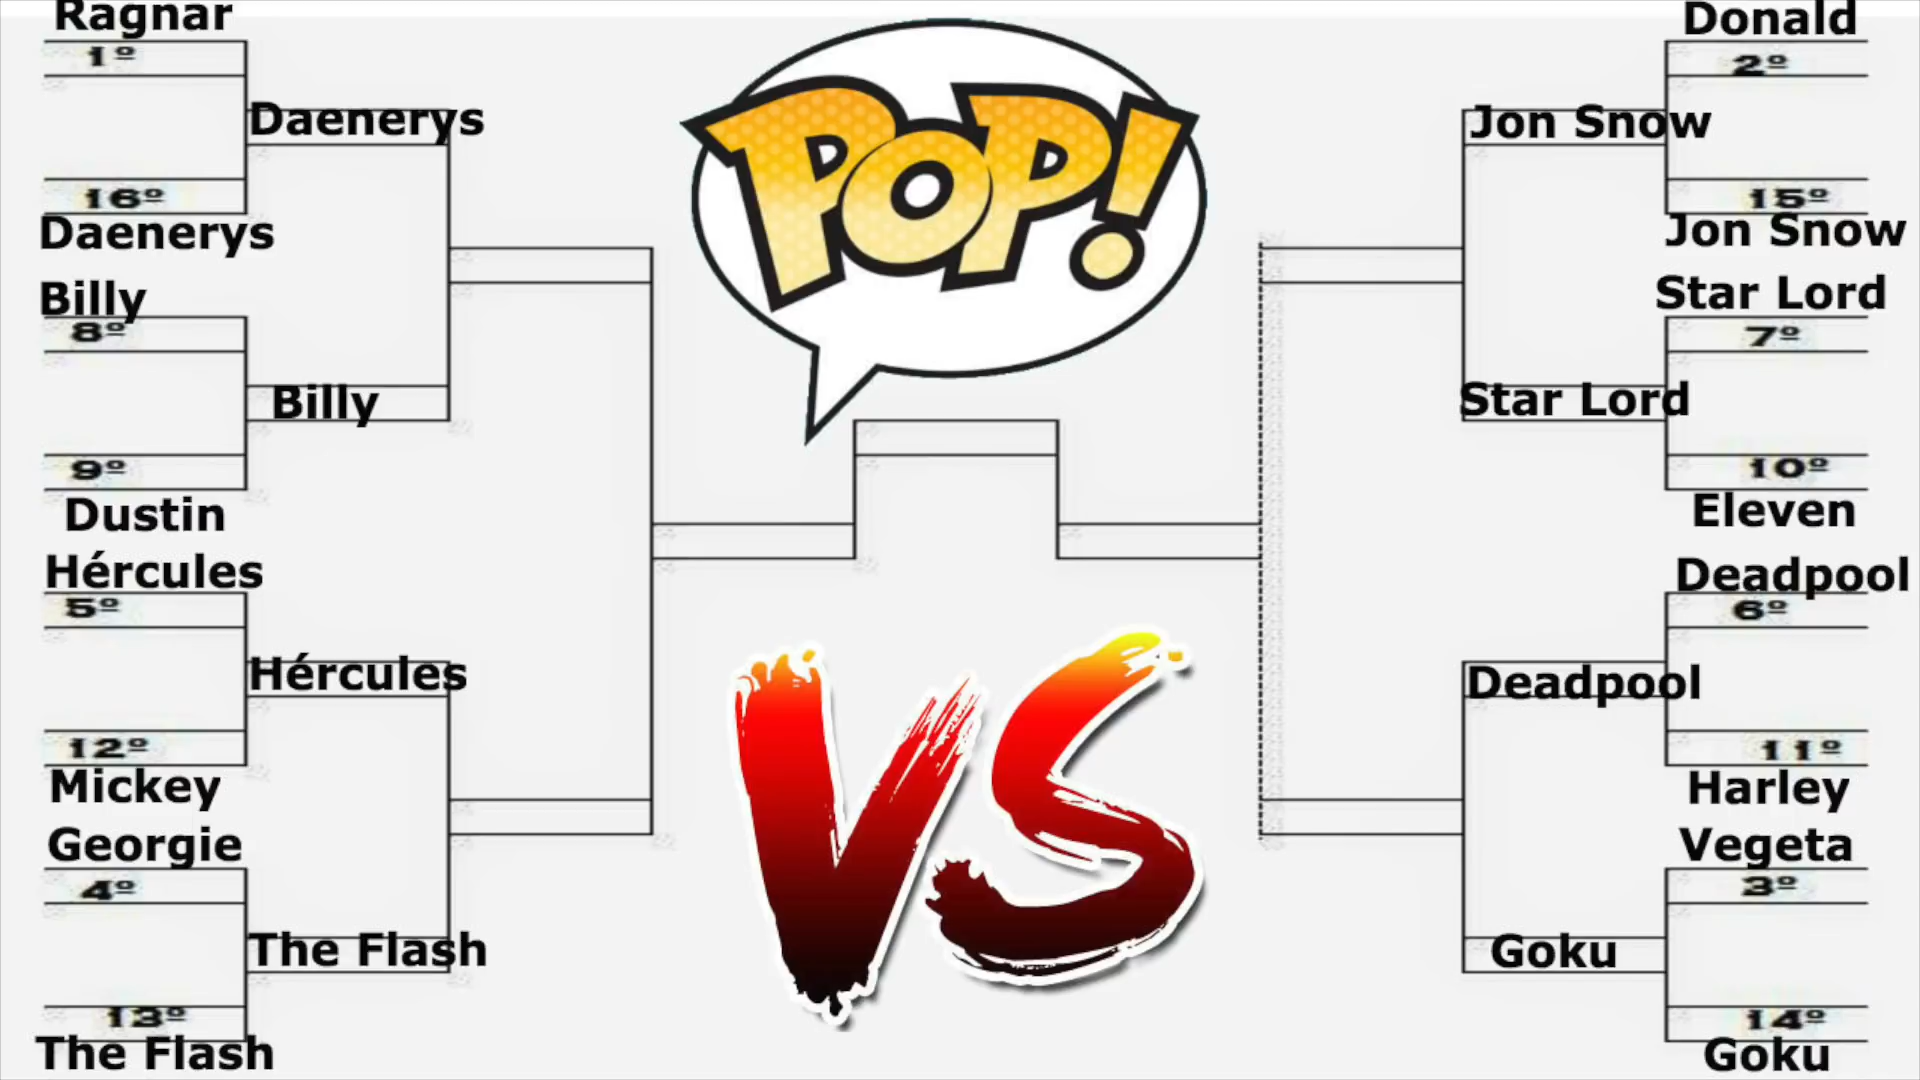 Ragnar
1º
Daenerys
16º
Daenerys
Billy
8º
Billy
9º
Dustin
Hércules
5º
Hércules
12º
Mickey
Georgie
4º
The Flash
13º
The Flash
POP!
VS
Donald
2º
Jon Snow
15º
Jon Snow
Star Lord
7º
Star Lord
10º
Eleven
Deadpool
6º
Deadpool
11º
Harley
Vegeta
3º
Goku
14º
Goku